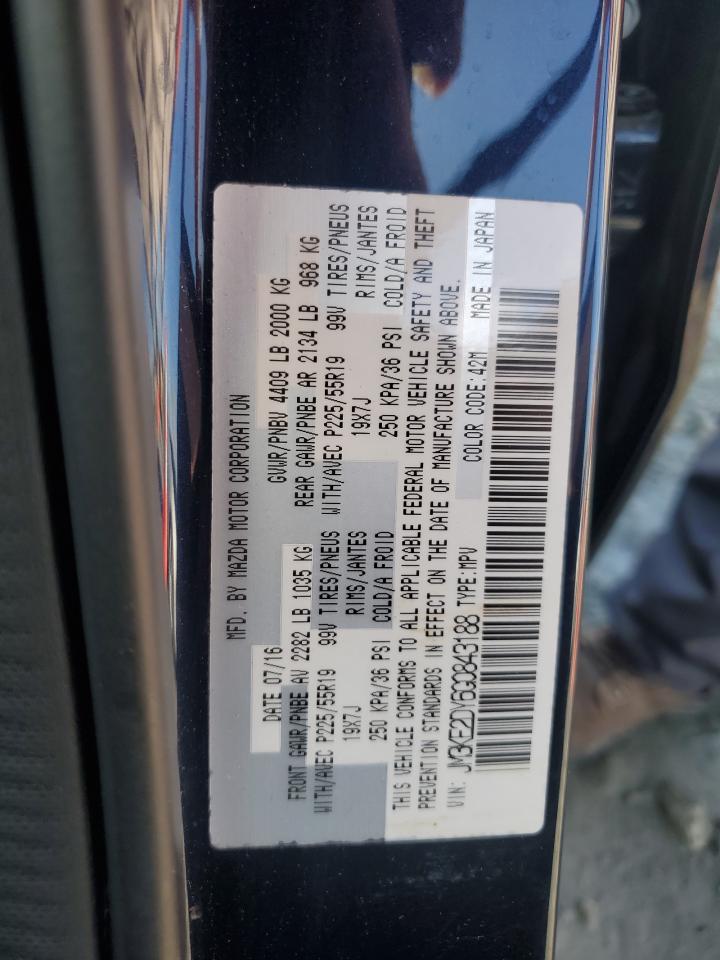 MFD. BY MAZDA MOTOR CORPORATION
DATE 07/16 GVWR/PNBV 4409 LB 2000 KG
FRONT GAWR/PNBE AV 2282 LB 1035 KG REAR GAWR/PNBE AR 2134 LB 968 KG
WITH/AVEC P225/55R19 99V TIRES/PNEUS WITH/AVEC P225/55R19 99V TIRES/PNEUS
19X7J RIMS/JANTES 19X7J RIMS/JANTES
250 KPA/36 PSI COLD/A FROID 250 KPA/36 PSI COLD/A FROID
THIS VEHICLE CONFORMS TO ALL APPLICABLE FEDERAL MOTOR VEHICLE SAFETY AND THEFT
PREVENTION STANDARDS IN EFFECT ON THE DATE OF MANUFACTURE SHOWN ABOVE.
VIN: JM3KE2DY6G0843188 TYPE:MPV COLOR CODE:42M MADE IN JAPAN